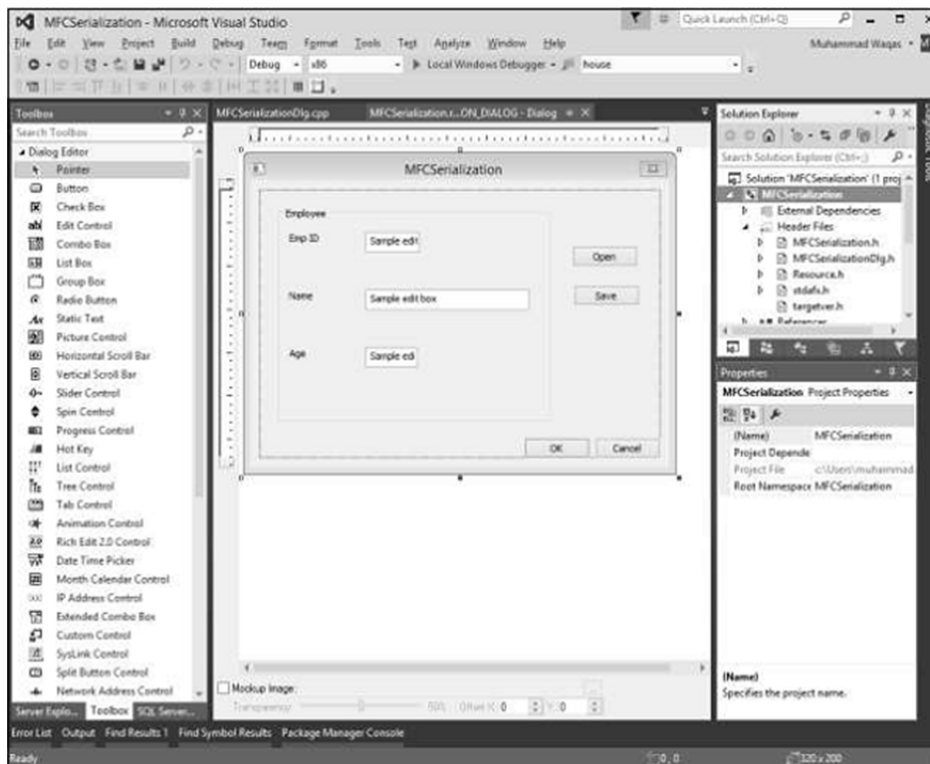 MFCSerialization - Microsoft Visual Studio
Quick Launch (Ctrl+Q)
File Edit View Project Build Debug Team Format Tools Test Analyze Window Help
Muhammad Waqas
Debug x86 Local Windows Debugger house
Toolbox
Search Toolbox
Dialog Editor
Pointer
Button
Check Box
Edit Control
Combo Box
List Box
Group Box
Radio Button
Static Text
Picture Control
Horizontal Scroll Bar
Vertical Scroll Bar
Slider Control
Spin Control
Progress Control
Hot Key
List Control
Tree Control
Tab Control
Animation Control
Rich Edit 2.0 Control
Date Time Picker
Month Calendar Control
IP Address Control
Extended Combo Box
Custom Control
SysLink Control
Split Button Control
Network Address Control
Server Explo... Toolbox SQL Server...
MFCSerializationDlg.cpp MFCSerialization.r...ON_DIALOG - Dialog
MFCSerialization
Employee
Emp ID Sample edit
Open
Name Sample edit box
Save
Age Sample edi
OK Cancel
Mockup Image:
Transparency: 50% Offset X: 0 Y: 0
Solution Explorer
Search Solution Explorer (Ctrl+;)
Solution 'MFCSerialization' (1 proj
MFCSerialization
External Dependencies
Header Files
MFCSerialization.h
MFCSerializationDlg.h
Resource.h
stdafx.h
targetver.h
References
Properties
MFCSerialization Project Properties
(Name) MFCSerialization
Project Depende
Project File c:\Users\muhammad
Root Namespace MFCSerialization
(Name)
Specifies the project name.
Error List Output Find Results 1 Find Symbol Results Package Manager Console
Ready 0, 0 320 x 200